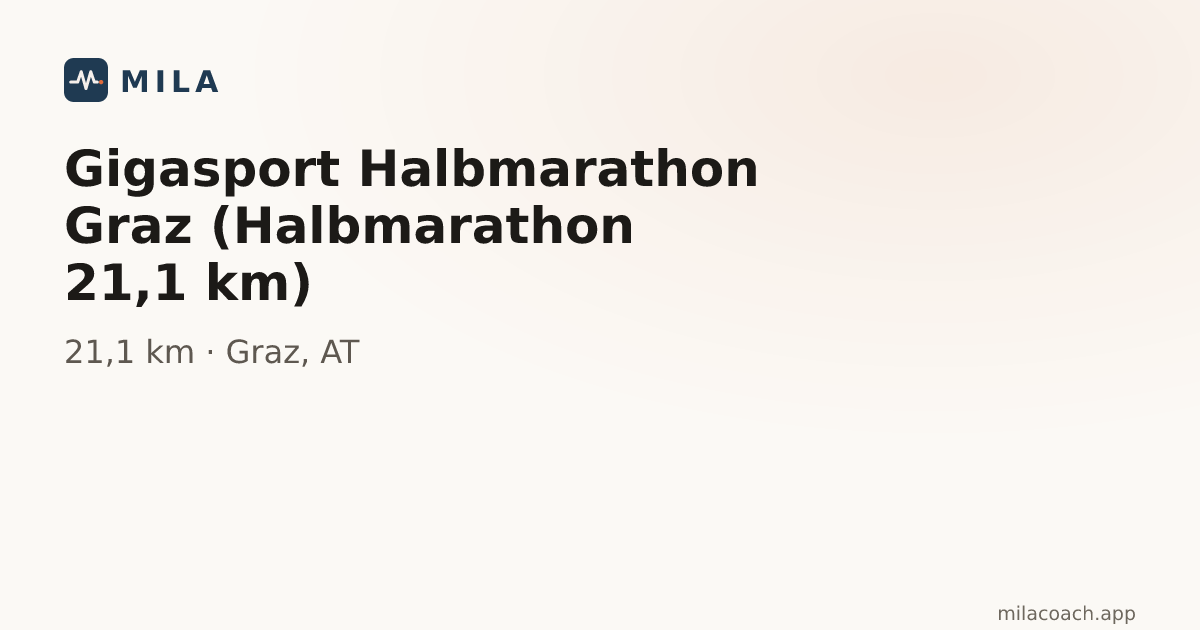 MILA
Gigasport Halbmarathon
Graz (Halbmarathon
21,1 km)
21,1 km · Graz, AT
milacoach.app